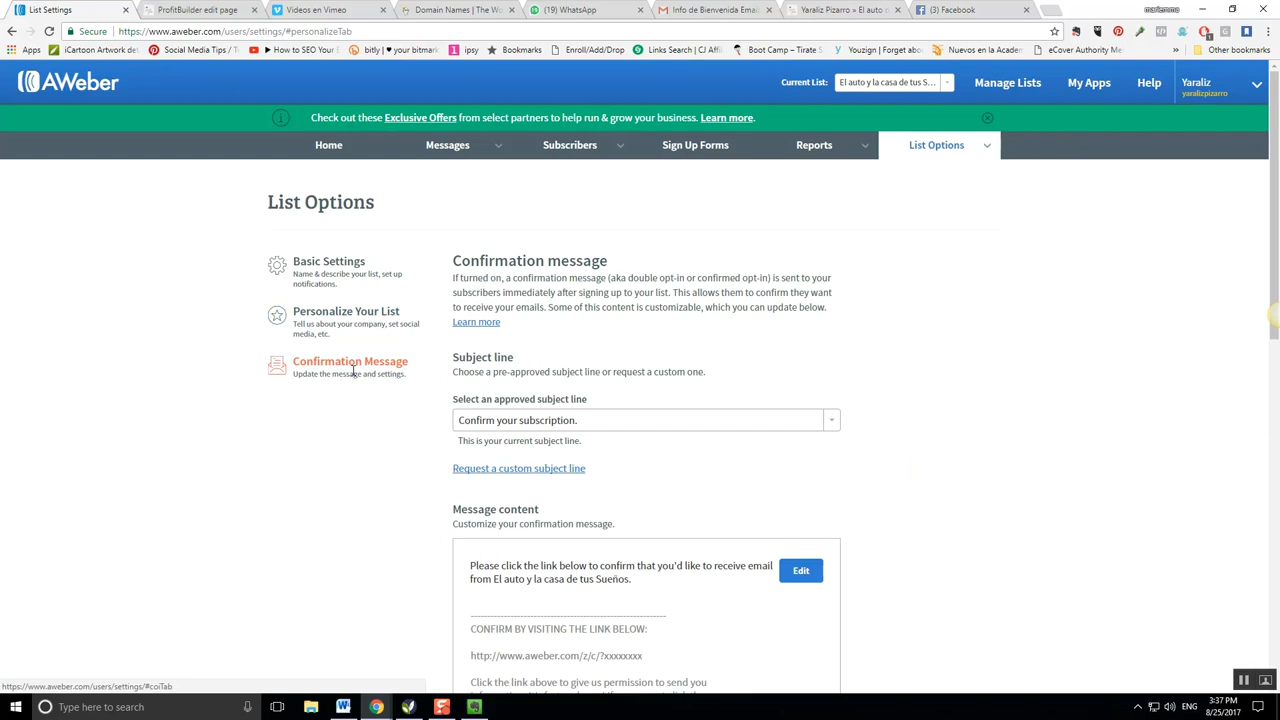 List Settings
ProfitBuilder edit page
Videos en Vimeo
Domain Names | The Wo
(19) WhatsApp
Info de Bienvenida Email
Yaraliz Pizarro » El auto d
(3) Facebook
mariemma
Secure
https://www.aweber.com/users/settings/#personalizeTab
Apps
iCartoon Artwork det
Social Media Tips / So
► How to SEO Your B
bitly | ♥ your bitmark
ipsy
Bookmarks
Enroll/Add/Drop
Links Search | CJ Affil
Boot Camp – Tirate S
Youzign | Forget abou
Nuevos en la Acaden
eCover Authority Me
»
Other bookmarks
AWeber
Current List:
El auto y la casa de tus S...
Manage Lists
My Apps
Help
Yaraliz
yaralizpizarro
Check out these Exclusive Offers from select partners to help run & grow your business. Learn more.
Home
Messages
Subscribers
Sign Up Forms
Reports
List Options
List Options
Basic Settings
Name & describe your list, set up
notifications.
Personalize Your List
Tell us about your company, set social
media, etc.
Confirmation Message
Update the message and settings.
Confirmation message
If turned on, a confirmation message (aka double opt-in or confirmed opt-in) is sent to your
subscribers immediately after signing up to your list. This allows them to confirm they want
to receive your emails. Some of this content is customizable, which you can update below.
Learn more
Subject line
Choose a pre-approved subject line or request a custom one.
Select an approved subject line
Confirm your subscription.
This is your current subject line.
Request a custom subject line
Message content
Customize your confirmation message.
Please click the link below to confirm that you'd like to receive email
from El auto y la casa de tus Sueños.
Edit
------------------------------------------------------------
CONFIRM BY VISITING THE LINK BELOW:
http://www.aweber.com/z/c/?xxxxxxxx
Click the link above to give us permission to send you
https://www.aweber.com/users/settings/#coiTab
Type here to search
ENG
3:37 PM
8/25/2017